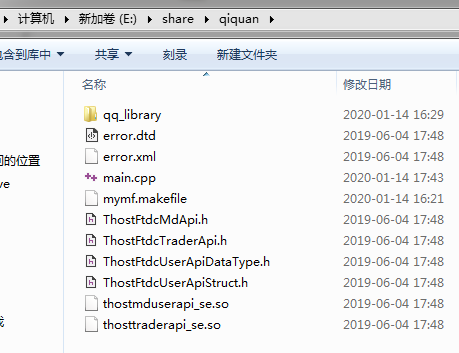 计算机 新加卷 (E:) share qiquan
包含到库中 共享 刻录 新建文件夹
名称 修改日期
qq_library 2020-01-14 16:29
error.dtd 2019-06-04 17:48
error.xml 2019-06-04 17:48
main.cpp 2020-01-14 17:43
mymf.makefile 2020-01-14 16:21
ThostFtdcMdApi.h 2019-06-04 17:48
ThostFtdcTraderApi.h 2019-06-04 17:48
ThostFtdcUserApiDataType.h 2019-06-04 17:48
ThostFtdcUserApiStruct.h 2019-06-04 17:48
thostmduserapi_se.so 2019-06-04 17:48
thosttraderapi_se.so 2019-06-04 17:48
的位置
ve